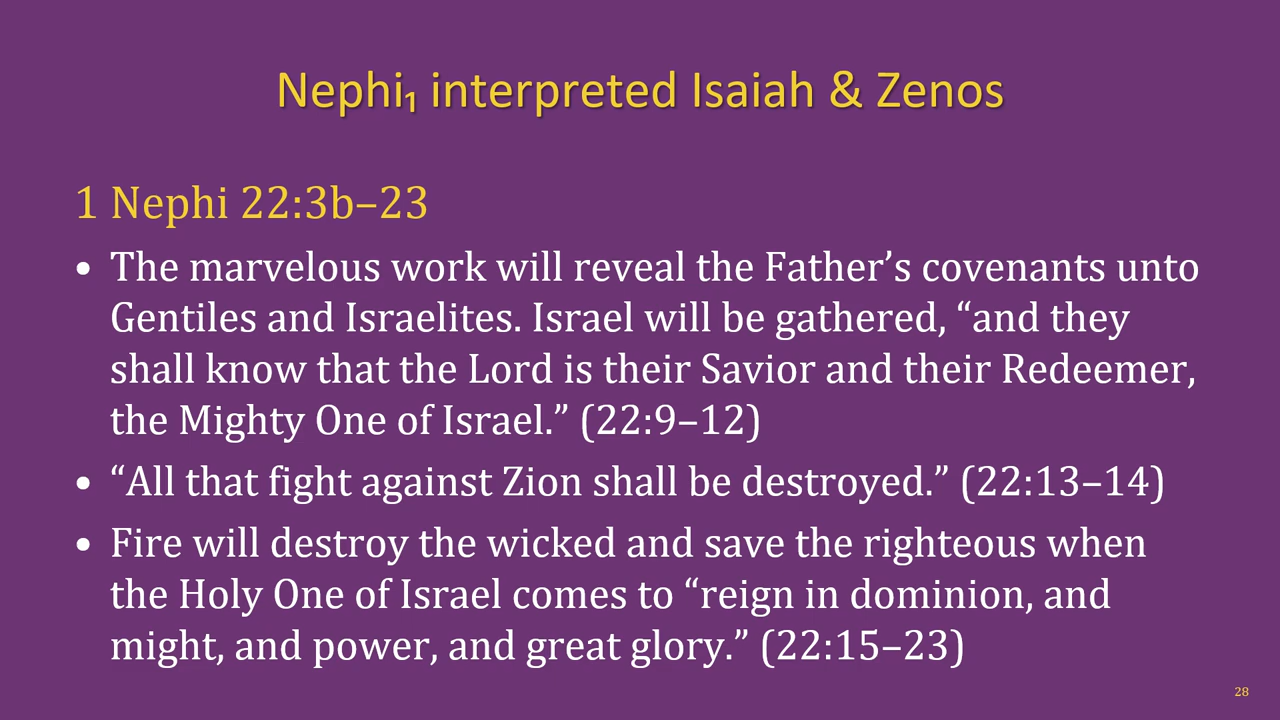 Nephi₁ interpreted Isaiah & Zenos
1 Nephi 22:3b–23
• The marvelous work will reveal the Father’s covenants unto
Gentiles and Israelites. Israel will be gathered, “and they
shall know that the Lord is their Savior and their Redeemer,
the Mighty One of Israel.” (22:9–12)
• “All that fight against Zion shall be destroyed.” (22:13–14)
• Fire will destroy the wicked and save the righteous when
the Holy One of Israel comes to “reign in dominion, and
might, and power, and great glory.” (22:15–23)
28